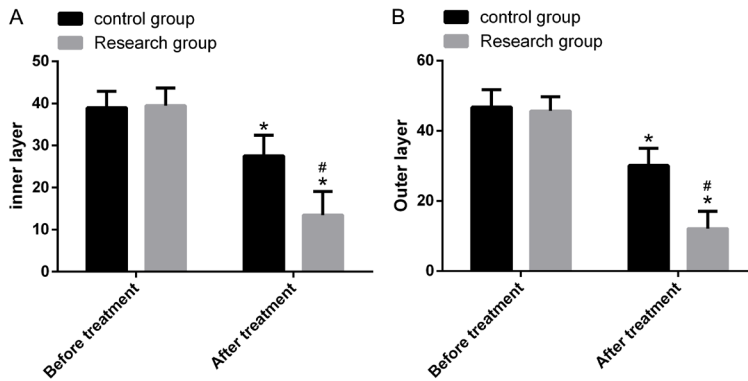 A
control group
Research group
inner layer
50
40
30
20
10
0
*
#
*
Before treatment
After treatment
B
control group
Research group
Outer layer
60
40
20
0
*
#
*
Before treatment
After treatment